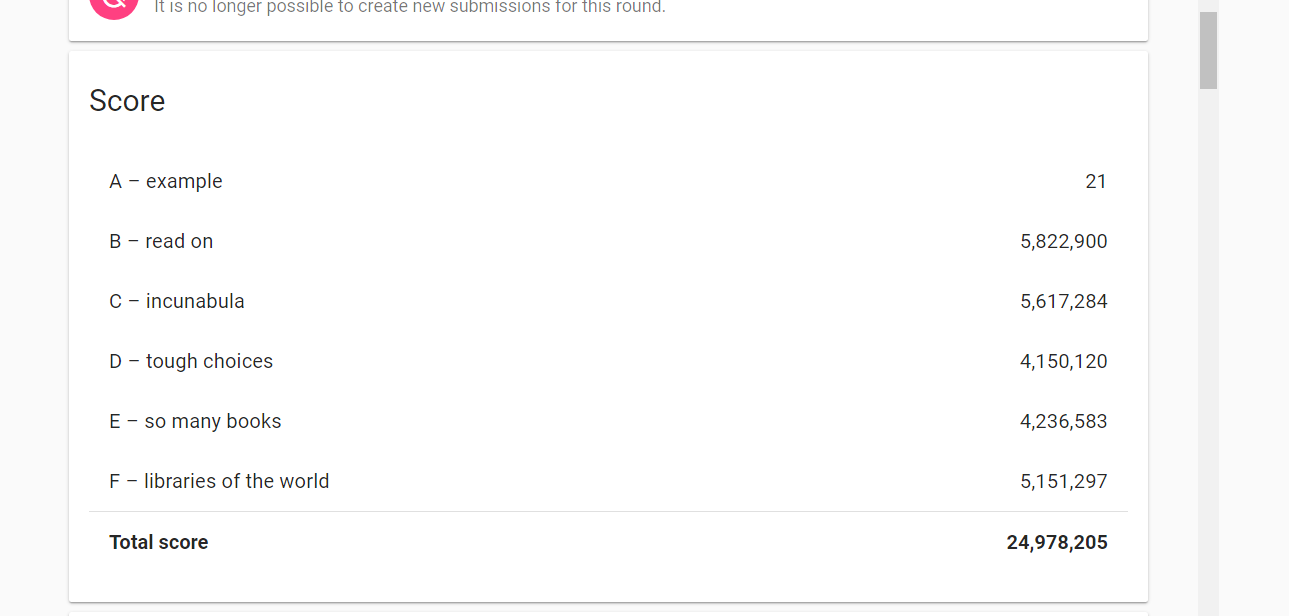 It is no longer possible to create new submissions for this round.
Score
A – example 21
B – read on 5,822,900
C – incunabula 5,617,284
D – tough choices 4,150,120
E – so many books 4,236,583
F – libraries of the world 5,151,297
Total score 24,978,205